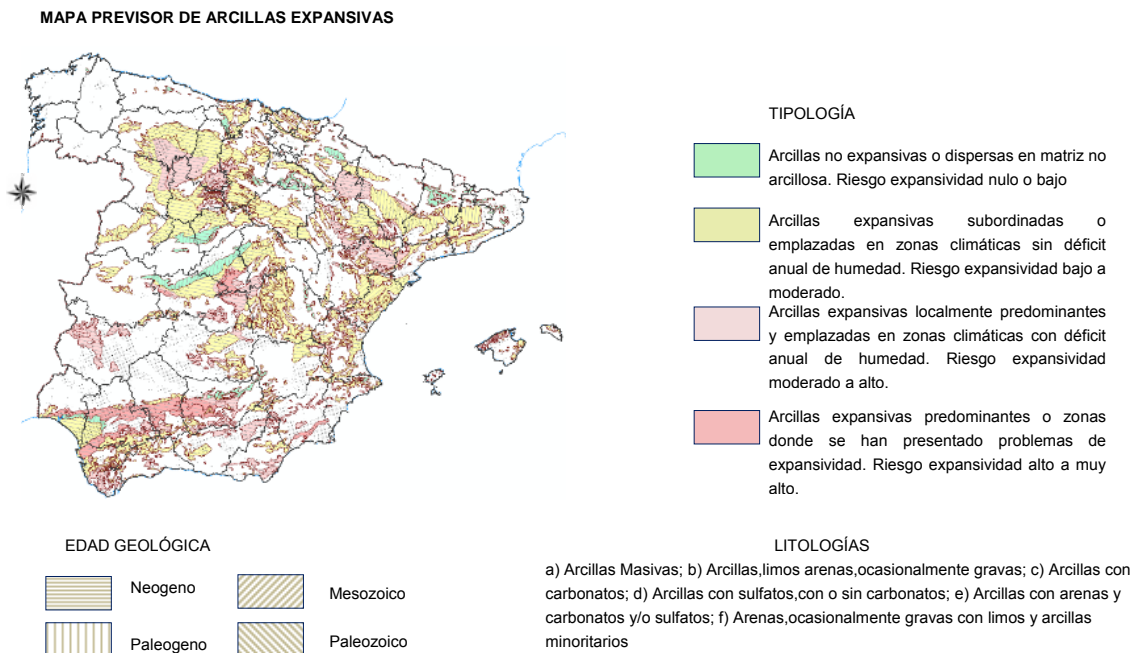 MAPA PREVISOR DE ARCILLAS EXPANSIVAS
TIPOLOGÍA
Arcillas no expansivas o dispersas en matriz no
arcillosa. Riesgo expansividad nulo o bajo
Arcillas expansivas subordinadas o
emplazadas en zonas climáticas sin déficit
anual de humedad. Riesgo expansividad bajo a
moderado.
Arcillas expansivas localmente predominantes
y emplazadas en zonas climáticas con déficit
anual de humedad. Riesgo expansividad
moderado a alto.
Arcillas expansivas predominantes o zonas
donde se han presentado problemas de
expansividad. Riesgo expansividad alto a muy
alto.
EDAD GEOLÓGICA
Neogeno
Mesozoico
Paleogeno
Paleozoico
LITOLOGÍAS
a) Arcillas Masivas; b) Arcillas,limos arenas,ocasionalmente gravas; c) Arcillas con
carbonatos; d) Arcillas con sulfatos,con o sin carbonatos; e) Arcillas con arenas y
carbonatos y/o sulfatos; f) Arenas,ocasionalmente gravas con limos y arcillas
minoritarios